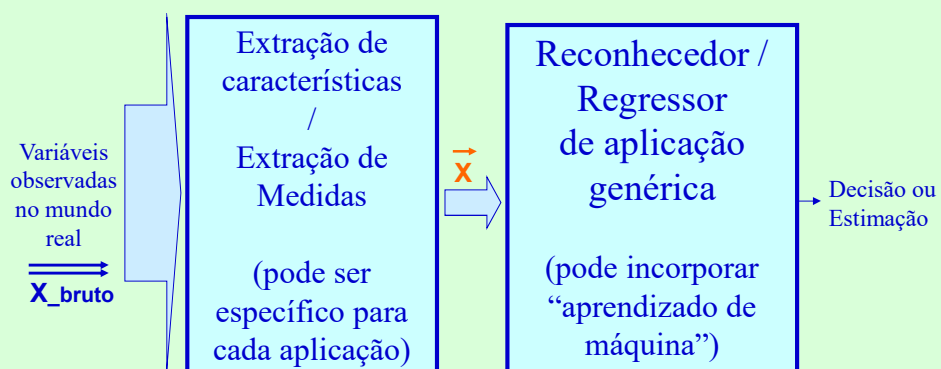 Variáveis
observadas
no mundo
real
X_bruto
Extração de
características
/
Extração de
Medidas
(pode ser
específico para
cada aplicação)
X
Reconhecedor /
Regressor
de aplicação
genérica
(pode incorporar
“aprendizado de
máquina”)
Decisão ou
Estimação